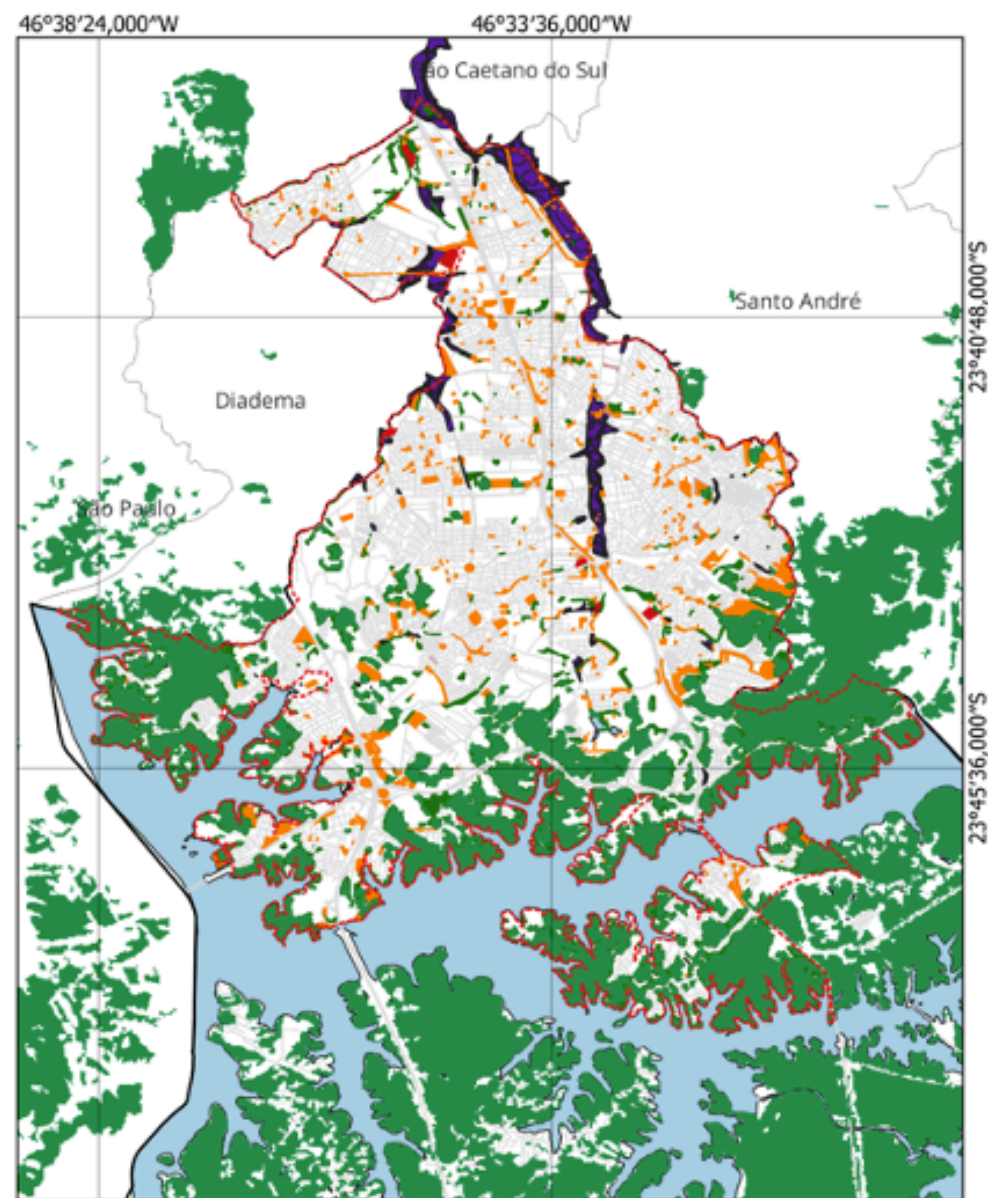 46°38′24,000″W
46°33′36,000″W
ão Caetano do Sul
Santo André
23°40′48,000″S
Diadema
São Paulo
23°45′36,000″S